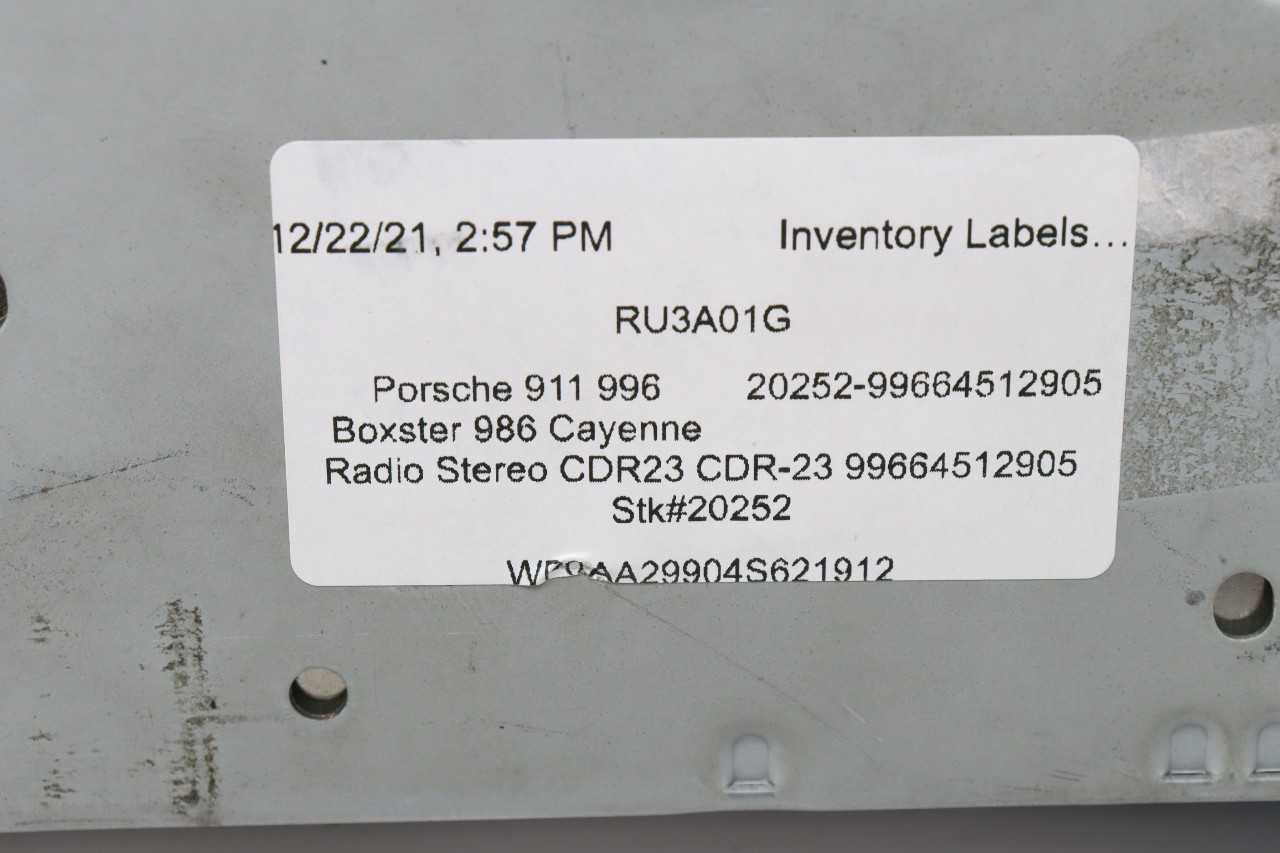 12/22/21, 2:57 PM Inventory Labels...
RU3A01G
Porsche 911 996 20252-99664512905
Boxster 986 Cayenne
Radio Stereo CDR23 CDR-23 99664512905
Stk#20252